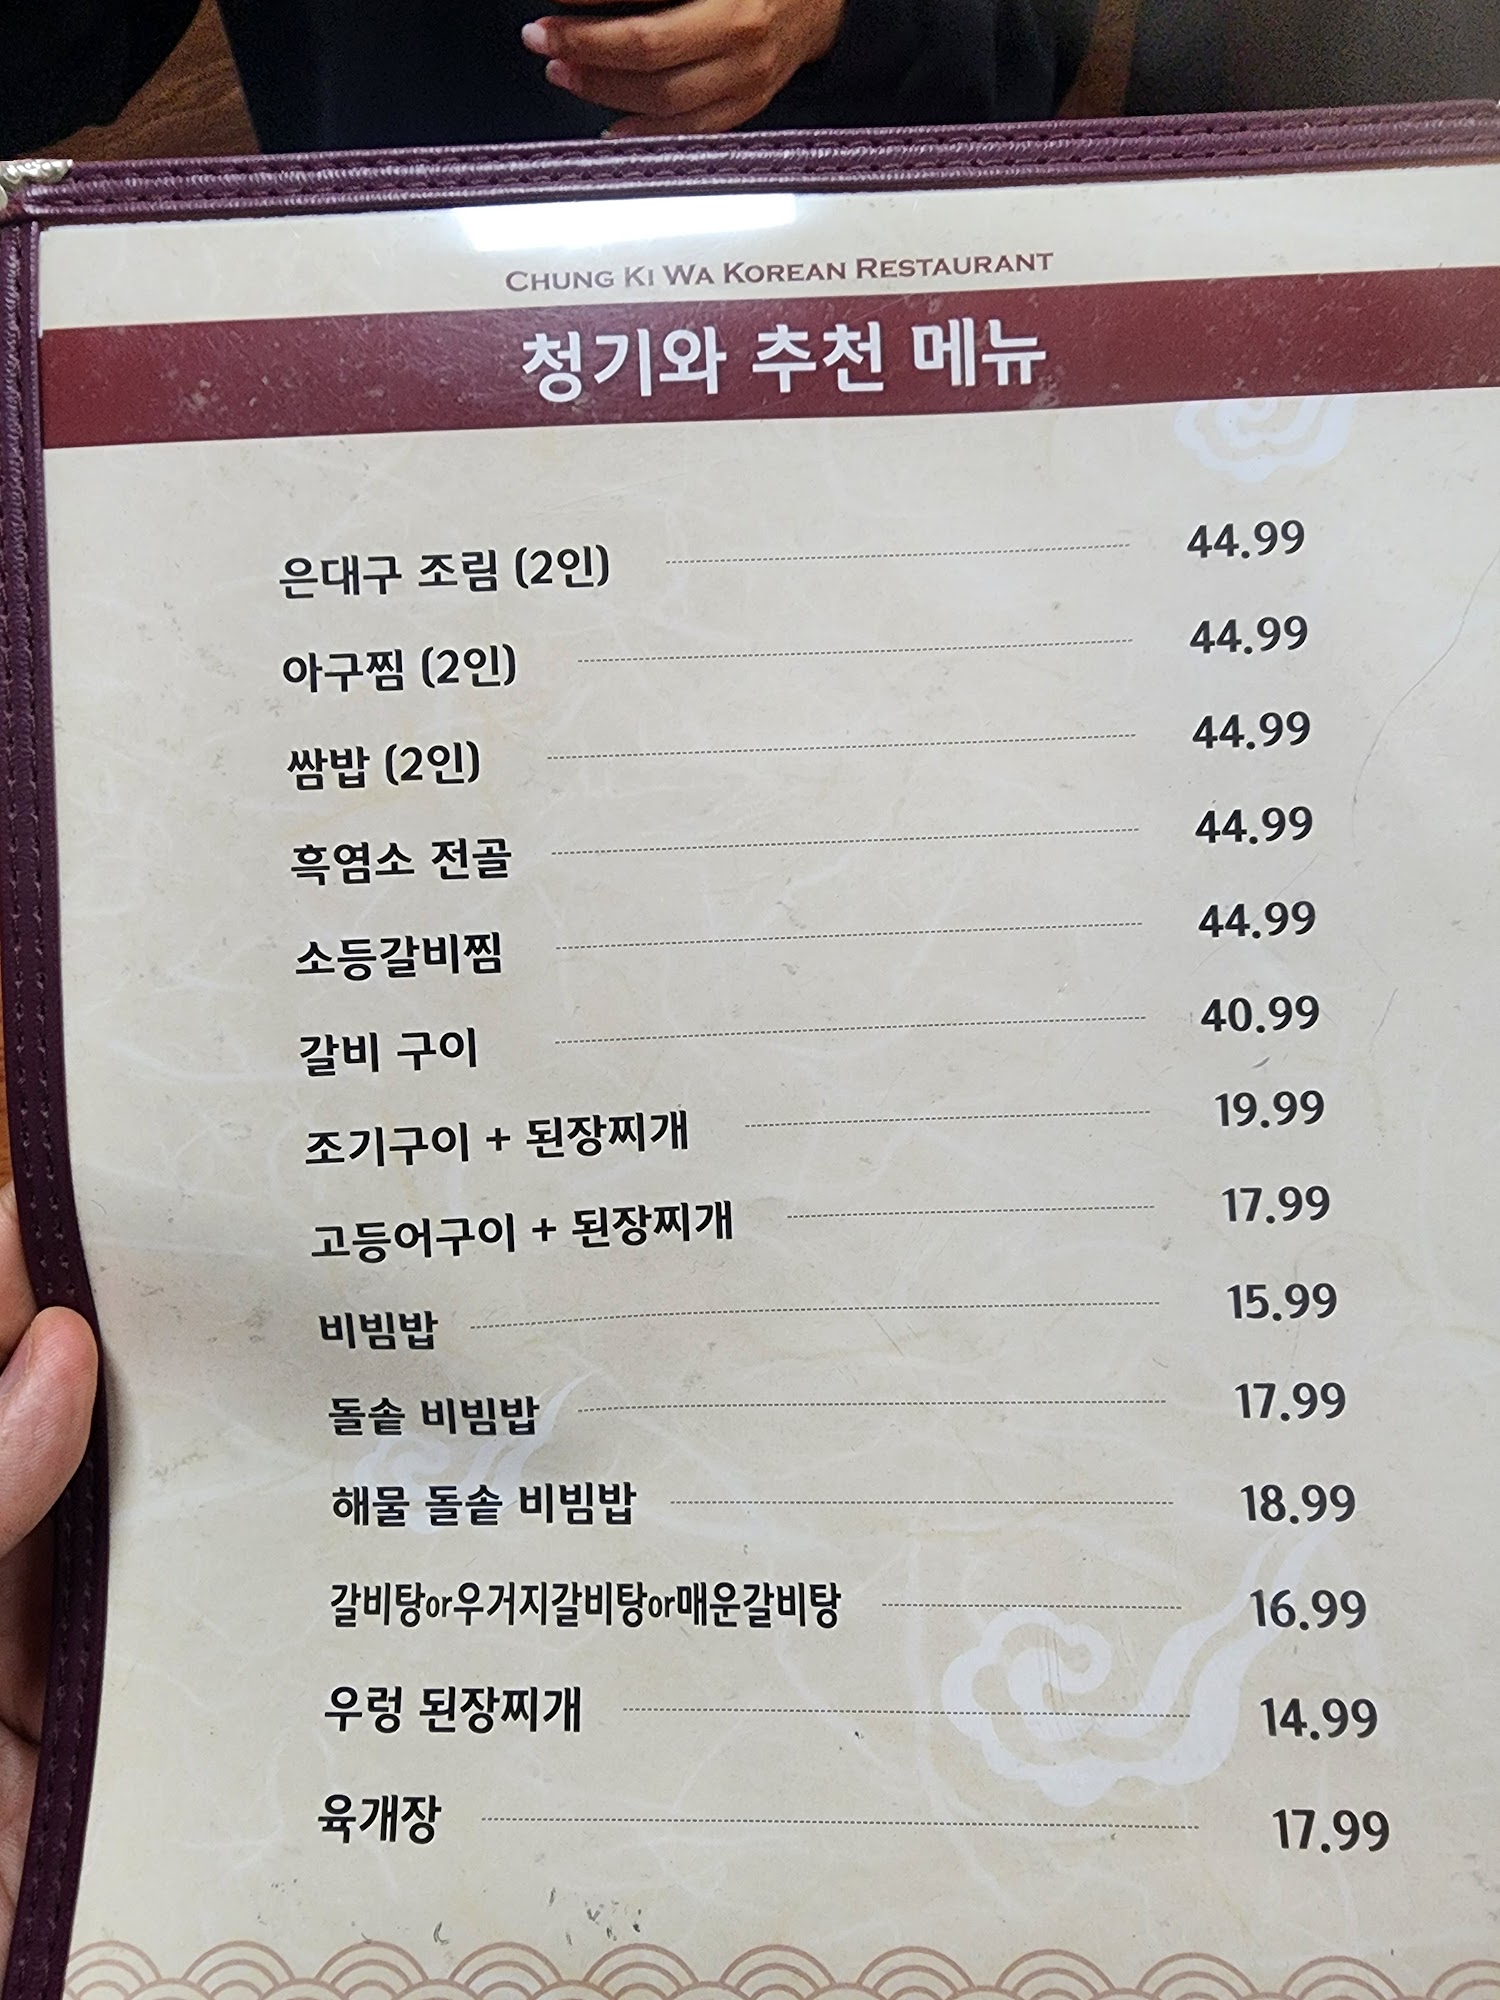 CHUNG KI WA KOREAN RESTAURANT
청기와 추천 메뉴
은대구 조림 (2인) 44.99
아구찜 (2인) 44.99
쌈밥 (2인) 44.99
흑염소 전골 44.99
소등갈비찜 44.99
갈비 구이 40.99
조기구이 + 된장찌개 19.99
고등어구이 + 된장찌개 17.99
비빔밥 15.99
돌솥 비빔밥 17.99
해물 돌솥 비빔밥 18.99
갈비탕or우거지갈비탕or매운갈비탕 16.99
우렁 된장찌개 14.99
육개장 17.99